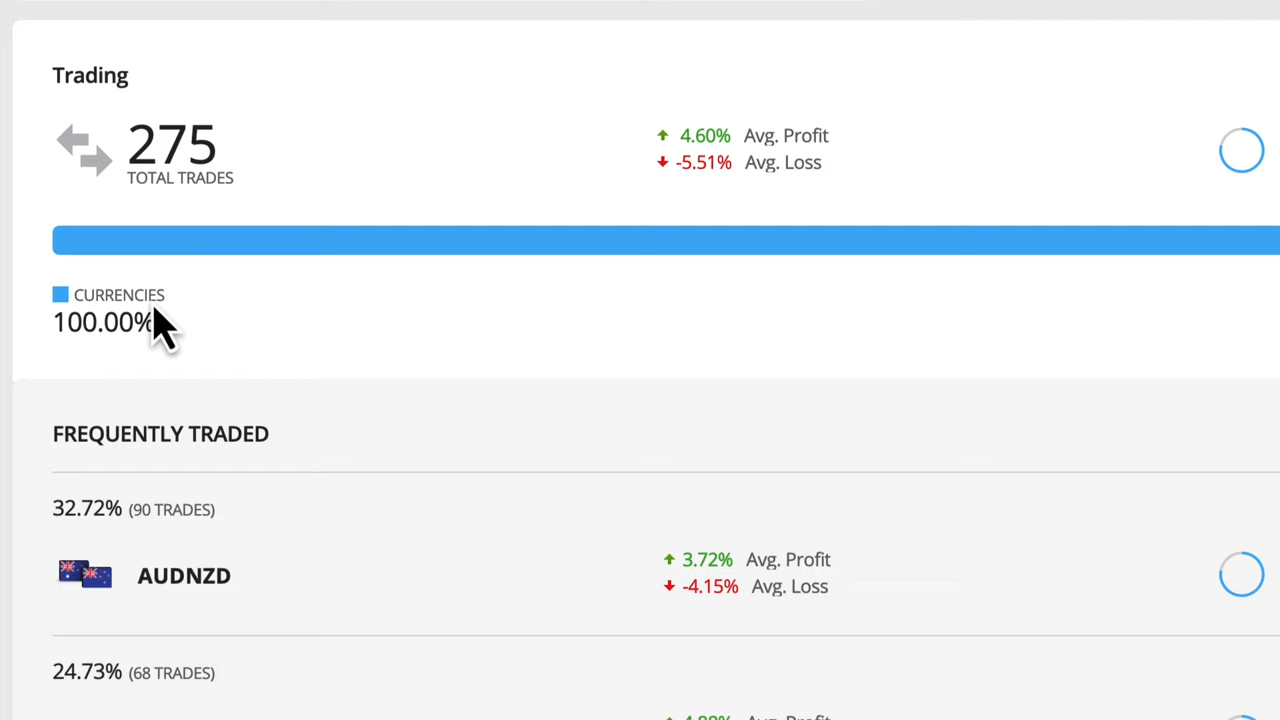 Trading
275
TOTAL TRADES
4.60% Avg. Profit
-5.51% Avg. Loss
CURRENCIES
100.00%
FREQUENTLY TRADED
32.72% (90 TRADES)
AUDNZD
3.72% Avg. Profit
-4.15% Avg. Loss
24.73% (68 TRADES)